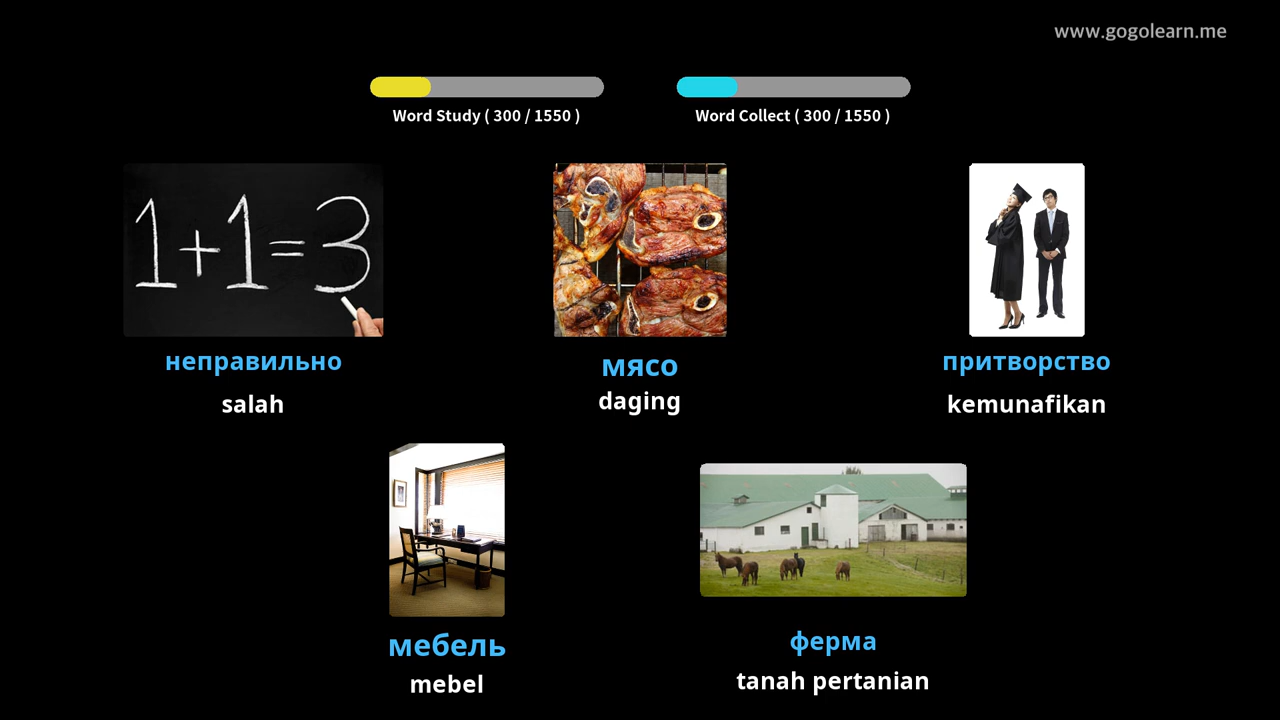 www.gogolearn.me
Word Study ( 300 / 1550 )
Word Collect ( 300 / 1550 )
1+1=3
неправильно
salah
мясо
daging
притворство
kemunafikan
мебель
mebel
ферма
tanah pertanian